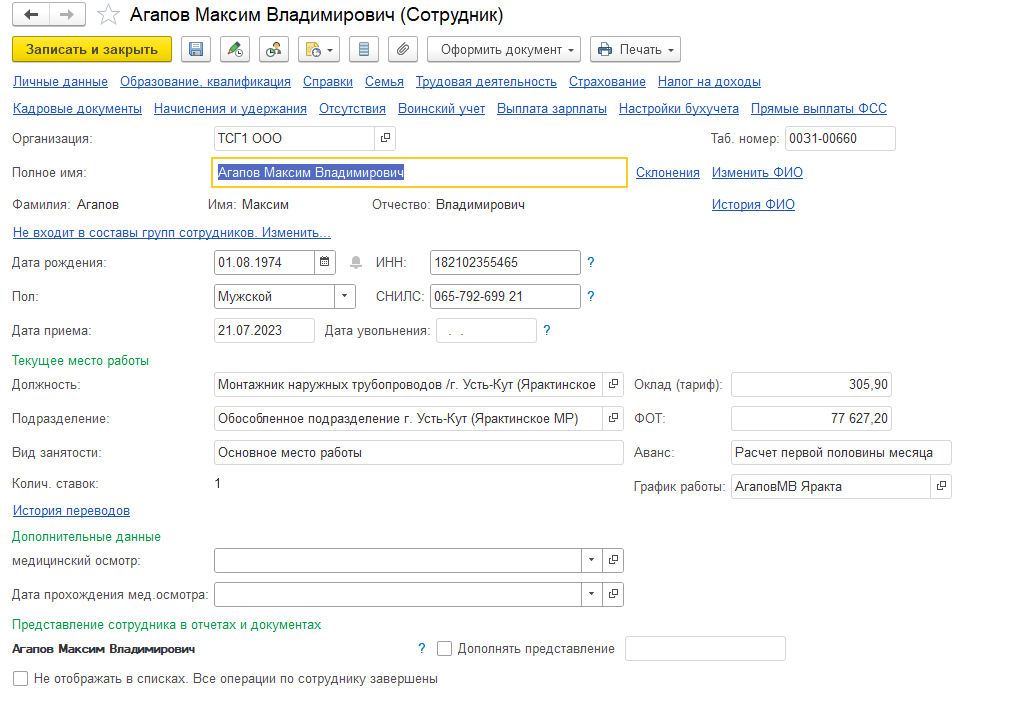 Агапов Максим Владимирович (Сотрудник)
Записать и закрыть Оформить документ Печать
Личные данные Образование, квалификация Справки Семья Трудовая деятельность Страхование Налог на доходы
Кадровые документы Начисления и удержания Отсутствия Воинский учет Выплата зарплаты Настройки бухучета Прямые выплаты ФСС
Организация: ТСГ1 ООО Таб. номер: 0031-00660
Полное имя: Агапов Максим Владимирович Склонения Изменить ФИО
Фамилия: Агапов Имя: Максим Отчество: Владимирович История ФИО
Не входит в составы групп сотрудников. Изменить...
Дата рождения: 01.08.1974 ИНН: 182102355465 ?
Пол: Мужской СНИЛС: 065-792-699 21 ?
Дата приема: 21.07.2023 Дата увольнения: . . ?
Текущее место работы
Должность: Монтажник наружных трубопроводов /г. Усть-Кут (Ярактинское Оклад (тариф): 305,90
Подразделение: Обособленное подразделение г. Усть-Кут (Ярактинское МР) ФОТ: 77 627,20
Вид занятости: Основное место работы Аванс: Расчет первой половины месяца
Колич. ставок: 1 График работы: АгаповМВ Яракта
История переводов
Дополнительные данные
медицинский осмотр:
Дата прохождения мед.осмотра:
Представление сотрудника в отчетах и документах
Агапов Максим Владимирович ? Дополнять представление
Не отображать в списках. Все операции по сотруднику завершены